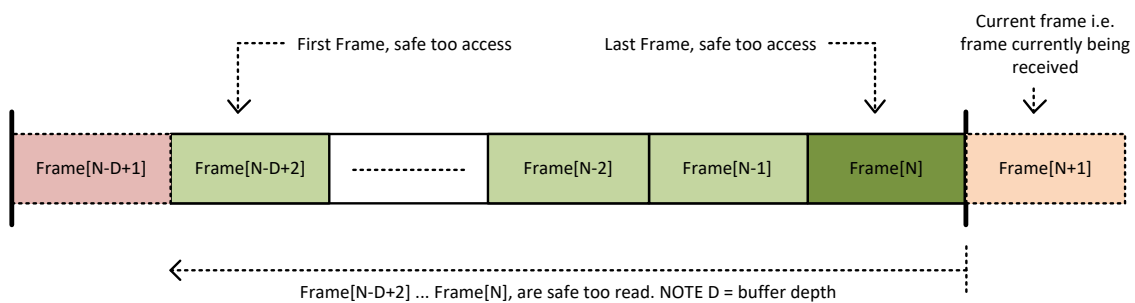 First Frame, safe too access
Last Frame, safe too access
Current frame i.e.
frame currently being
received
Frame[N-D+1]
Frame[N-D+2]
Frame[N-2]
Frame[N-1]
Frame[N]
Frame[N+1]
Frame[N-D+2] ... Frame[N], are safe too read. NOTE D = buffer depth